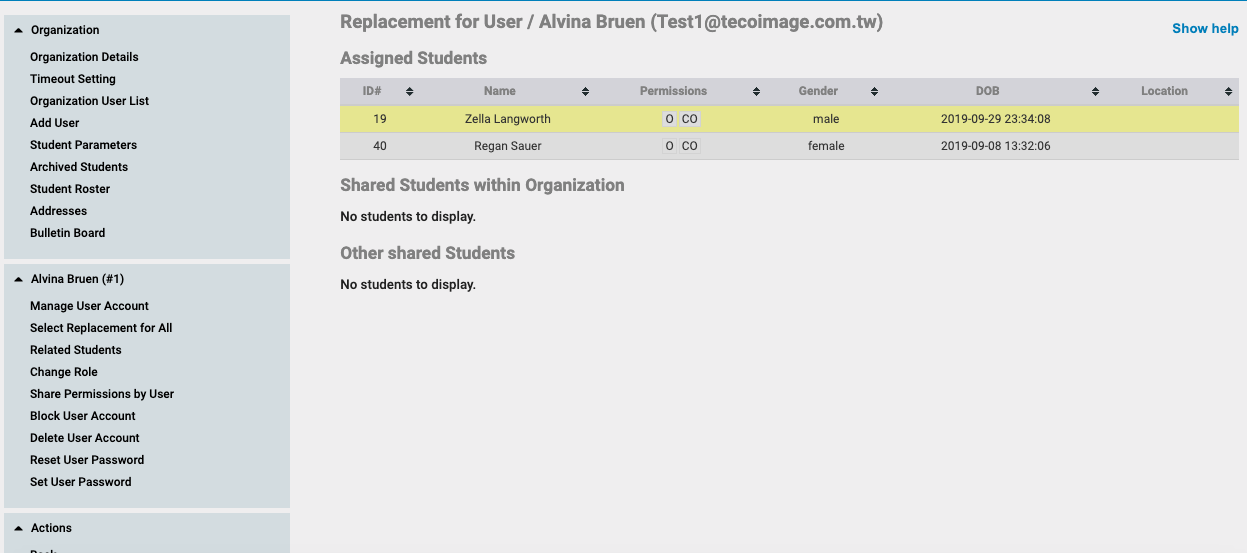 Organization
Organization Details
Timeout Setting
Organization User List
Add User
Student Parameters
Archived Students
Student Roster
Addresses
Bulletin Board
Alvina Bruen (#1)
Manage User Account
Select Replacement for All
Related Students
Change Role
Share Permissions by User
Block User Account
Delete User Account
Reset User Password
Set User Password
Actions
Replacement for User / Alvina Bruen (Test1@tecoimage.com.tw)
Show help
Assigned Students
ID# Name Permissions Gender DOB Location
19 Zella Langworth O CO male 2019-09-29 23:34:08
40 Regan Sauer O CO female 2019-09-08 13:32:06
Shared Students within Organization
No students to display.
Other shared Students
No students to display.